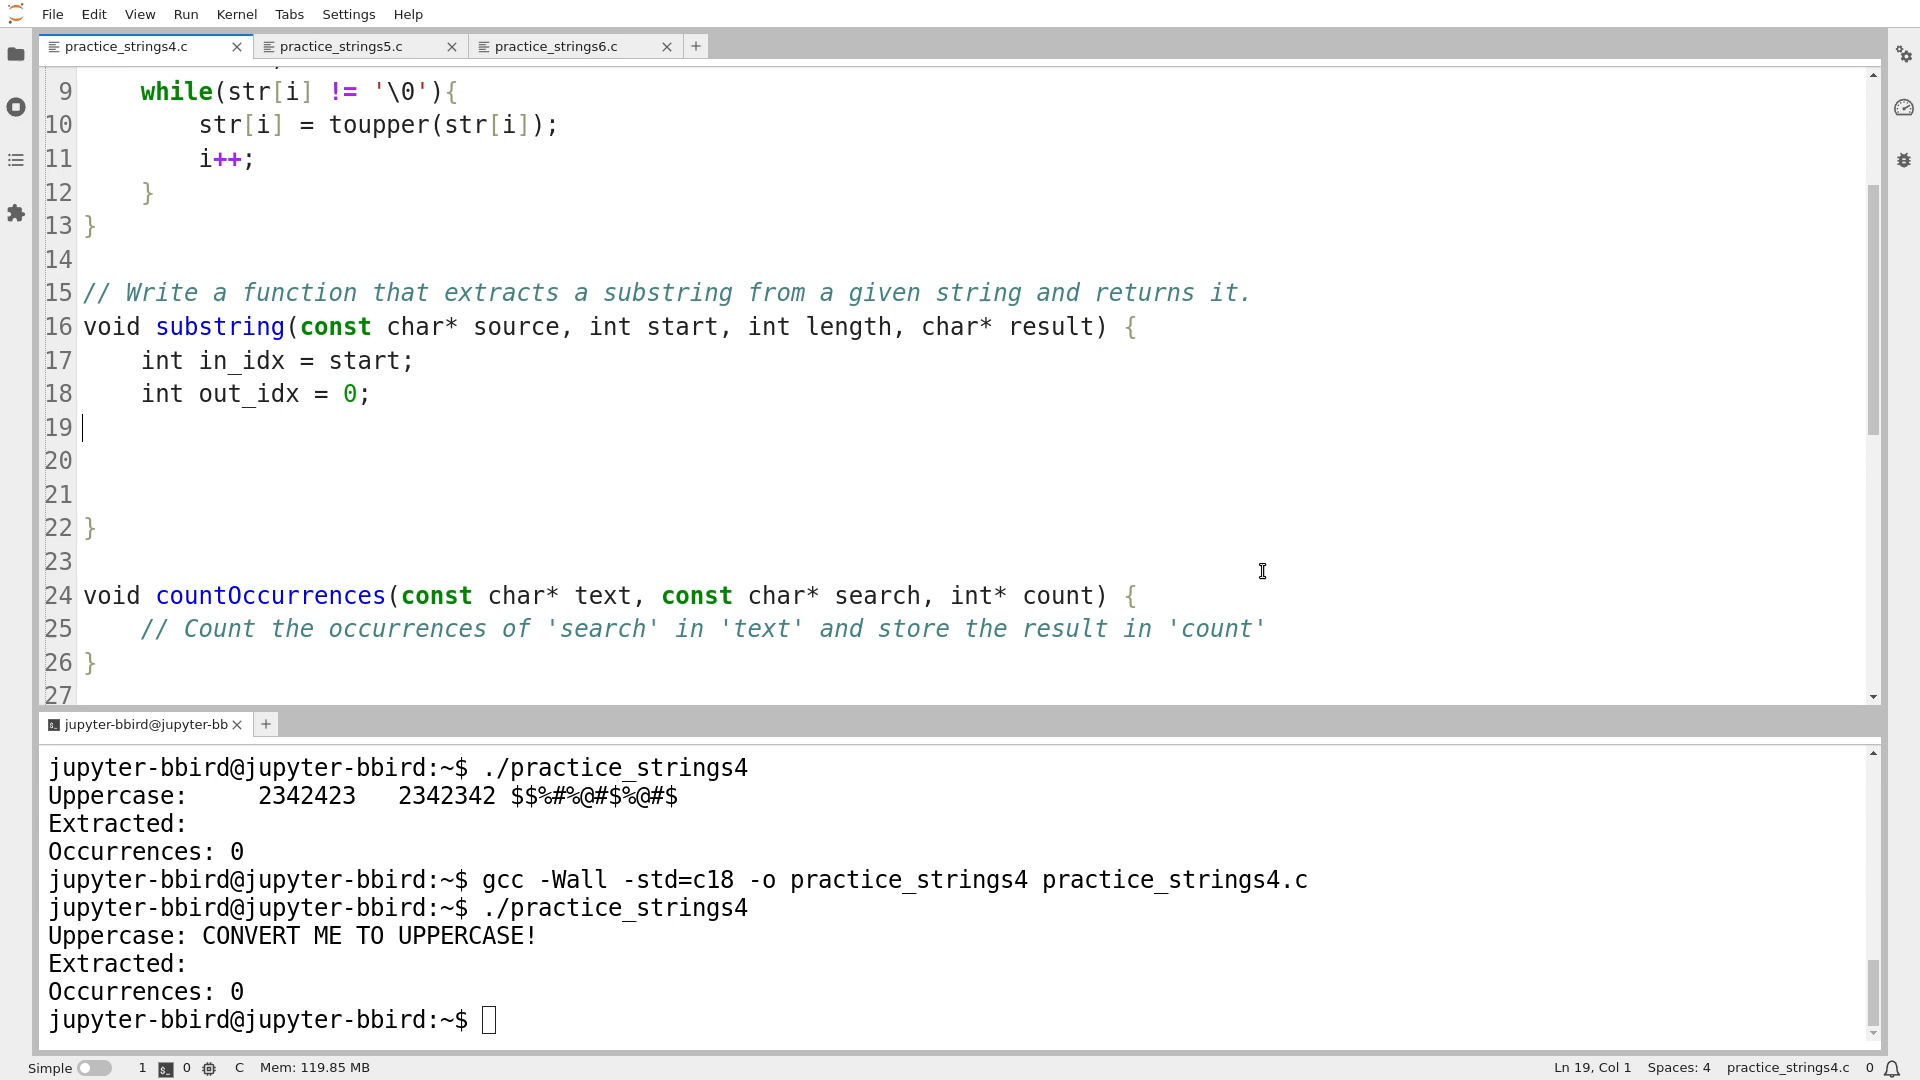 File Edit View Run Kernel Tabs Settings Help
practice_strings4.c practice_strings5.c practice_strings6.c
9 while(str[i] != '\0'){
10 str[i] = toupper(str[i]);
11 i++;
12 }
13 }
14
15 // Write a function that extracts a substring from a given string and returns it.
16 void substring(const char* source, int start, int length, char* result) {
17 int in_idx = start;
18 int out_idx = 0;
19
20
21
22 }
23
24 void countOccurrences(const char* text, const char* search, int* count) {
25 // Count the occurrences of 'search' in 'text' and store the result in 'count'
26 }
27
jupyter-bbird@jupyter-bb
jupyter-bbird@jupyter-bbird:~$ ./practice_strings4
Uppercase:     2342423   2342342 $$%#%@#$%@#$
Extracted:
Occurrences: 0
jupyter-bbird@jupyter-bbird:~$ gcc -Wall -std=c18 -o practice_strings4 practice_strings4.c
jupyter-bbird@jupyter-bbird:~$ ./practice_strings4
Uppercase: CONVERT ME TO UPPERCASE!
Extracted:
Occurrences: 0
jupyter-bbird@jupyter-bbird:~$
Simple 1 0 C Mem: 119.85 MB Ln 19, Col 1 Spaces: 4 practice_strings4.c 0